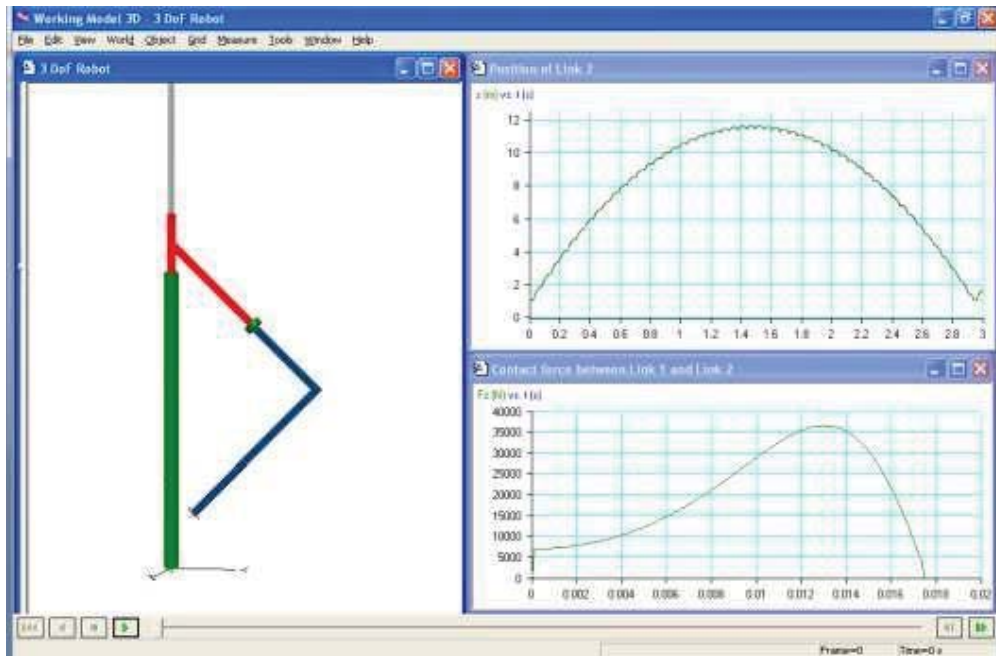 Working Model 3D - 3 DoF Robot
File Edit View World Object Grid Measure Tools Window Help
3 DoF Robot
Position of Link 2
z (m) vs. t (s)
12
10
8
6
4
2
0
0 0.2 0.4 0.6 0.8 1 1.2 1.4 1.6 1.8 2 2.2 2.4 2.6 2.8 3
Contact force between Link 1 and Link 2
Fz (N) vs. t (s)
40000
35000
30000
25000
20000
15000
10000
5000
0
0 0.002 0.004 0.006 0.008 0.01 0.012 0.014 0.016 0.018 0.02
Frame=0 Time=0 s